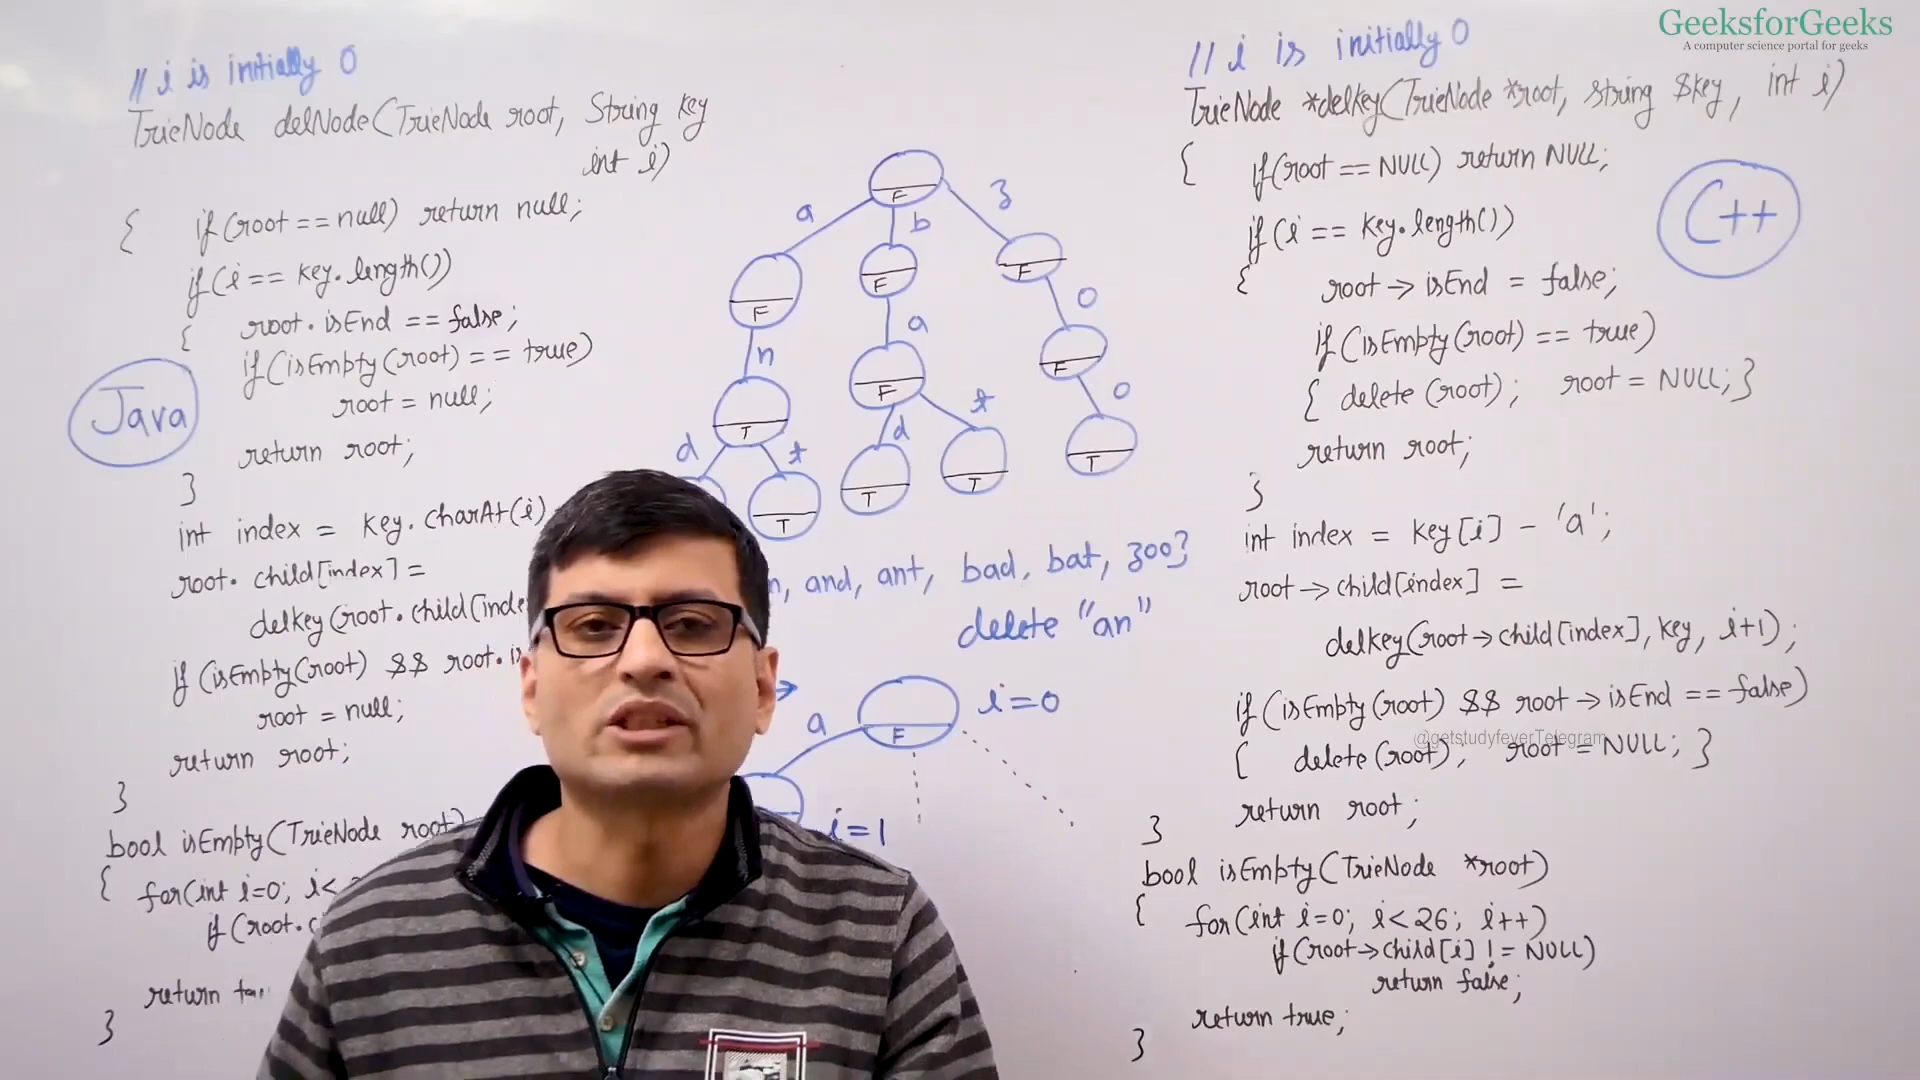 GeeksforGeeks
A computer science portal for geeks
// i is initially 0
TrieNode delNode(TrieNode root, String key
int i)
{ if(root == null) return null;
if(i == key.length())
{ root.isEnd == false;
if(isEmpty(root) == true)
root = null;
return root;
}
int index = key.charAt(i)
root.child[index] =
delkey(root.child(inde
if(isEmpty(root) && root.is
root = null;
return root;
}
bool isEmpty(TrieNode root)
{ for(int i=0; i<
if(root.c
return
}
Java
F
a
b
z
F
F
F
n
a
o
T
F
F
d
t
d
t
o
T
T
T
T
n, and, ant, bad, bat, zoo}
delete "an"
F
i=0
a
i=1
// i is initially 0
TrieNode *delkey(TrieNode *root, string &key, int i)
{ if(root == NULL) return NULL;
if(i == key.length())
{ root → isEnd = false;
if(isEmpty(root) == true)
{ delete (root); root = NULL; }
return root;
}
int index = key[i] - 'a';
root → child[index] =
delkey(root → child[index], key, i+1);
if(isEmpty(root) && root → isEnd == false)
{ delete (root); root = NULL; }
return root;
}
bool isEmpty(TrieNode *root)
{ for(int i=0; i<26; i++)
if(root → child[i] != NULL)
return false;
return true;
}
C++
@getstudyfeverTelegram